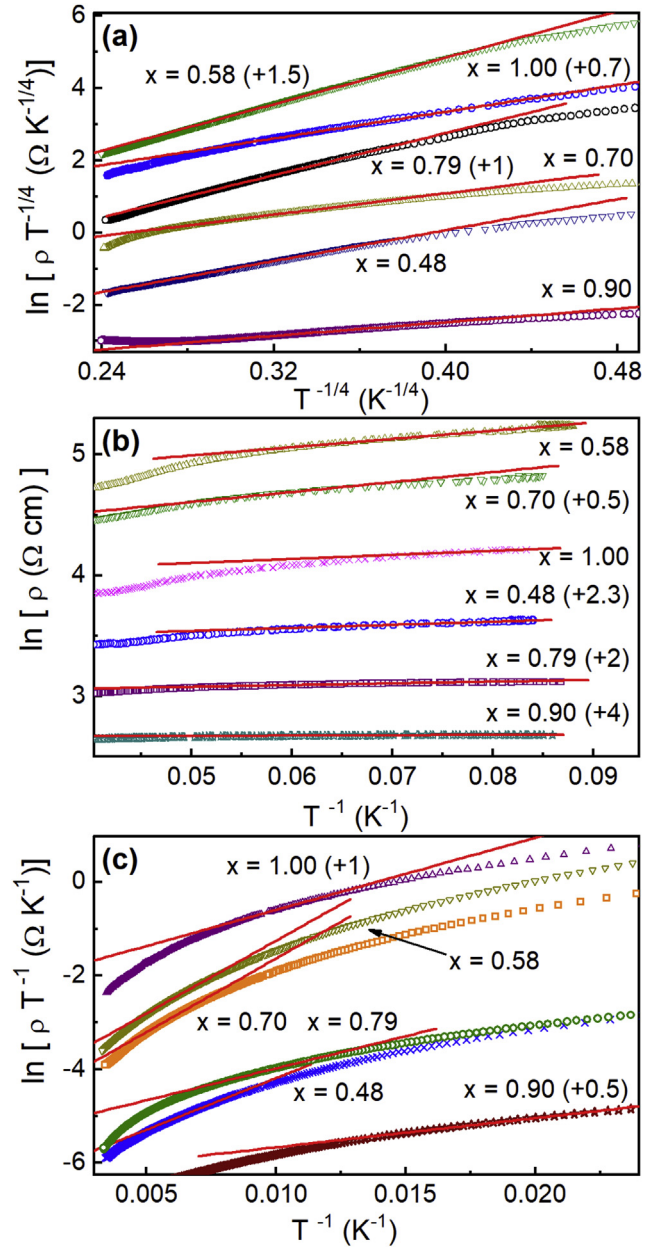 (a)
6
4
2
0
-2
ln [ ρ T^-1/4 (Ω K^-1/4)]
x = 0.58 (+1.5)
x = 1.00 (+0.7)
x = 0.79 (+1)
x = 0.70
x = 0.48
x = 0.90
0.24 0.32 0.40 0.48
T^-1/4 (K^-1/4)
(b)
5
4
3
ln [ ρ (Ω cm)]
x = 0.58
x = 0.70 (+0.5)
x = 1.00
x = 0.48 (+2.3)
x = 0.79 (+2)
x = 0.90 (+4)
0.05 0.06 0.07 0.08 0.09
T^-1 (K^-1)
(c)
0
-2
-4
-6
ln [ ρ T^-1 (Ω K^-1)]
x = 1.00 (+1)
x = 0.58
x = 0.70 x = 0.79
x = 0.48
x = 0.90 (+0.5)
0.005 0.010 0.015 0.020
T^-1 (K^-1)